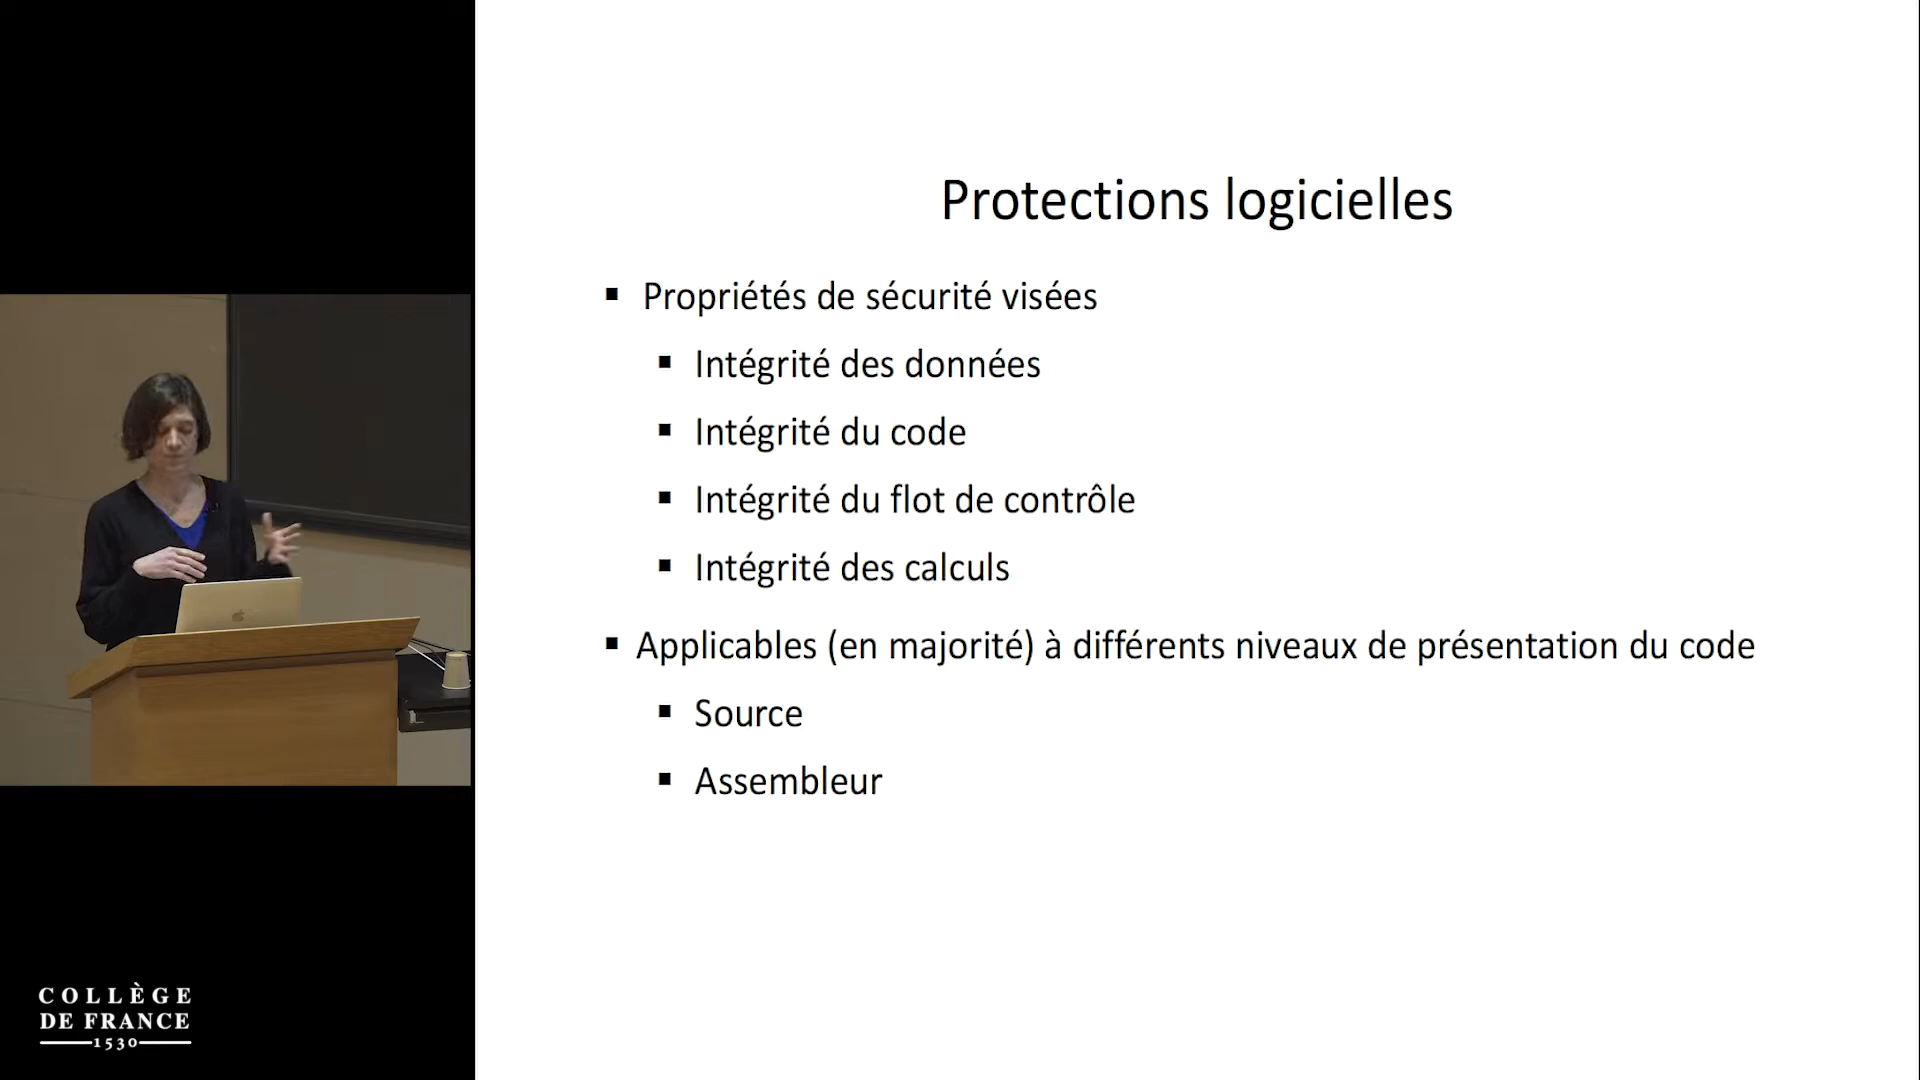 Protections logicielles
Propriétés de sécurité visées
Intégrité des données
Intégrité du code
Intégrité du flot de contrôle
Intégrité des calculs
Applicables (en majorité) à différents niveaux de présentation du code
Source
Assembleur
COLLÈGE
DE FRANCE
1530